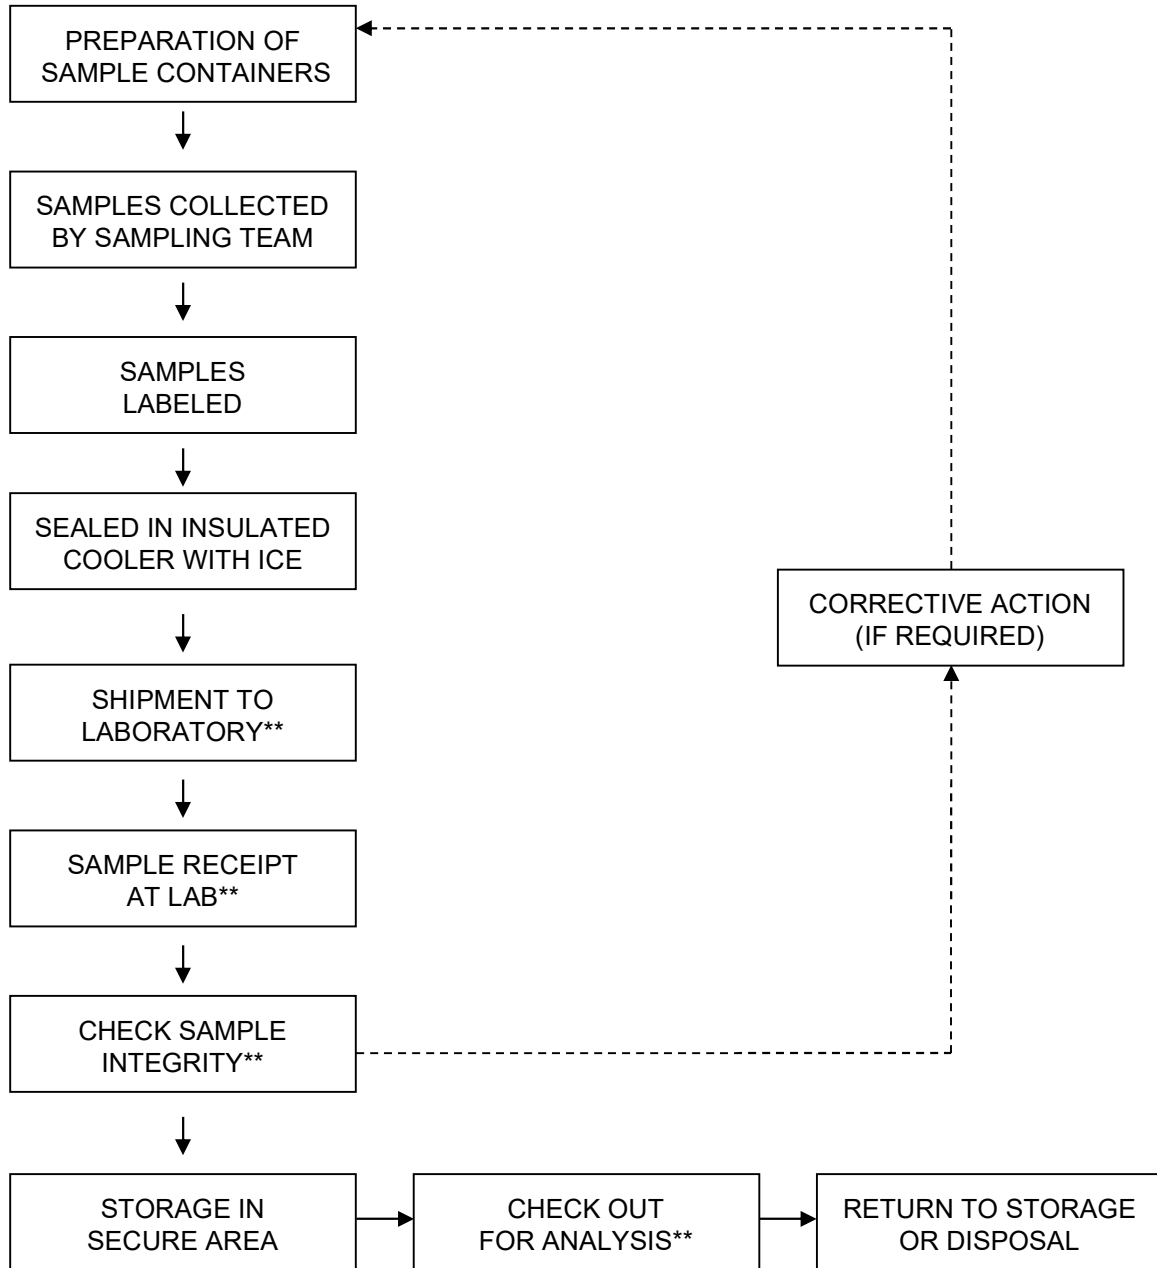 PREPARATION OF
SAMPLE CONTAINERS
SAMPLES COLLECTED
BY SAMPLING TEAM
SAMPLES
LABELED
SEALED IN INSULATED
COOLER WITH ICE
CORRECTIVE ACTION
(IF REQUIRED)
SHIPMENT TO
LABORATORY**
SAMPLE RECEIPT
AT LAB**
CHECK SAMPLE
INTEGRITY**
STORAGE IN
SECURE AREA
CHECK OUT
FOR ANALYSIS**
RETURN TO STORAGE
OR DISPOSAL